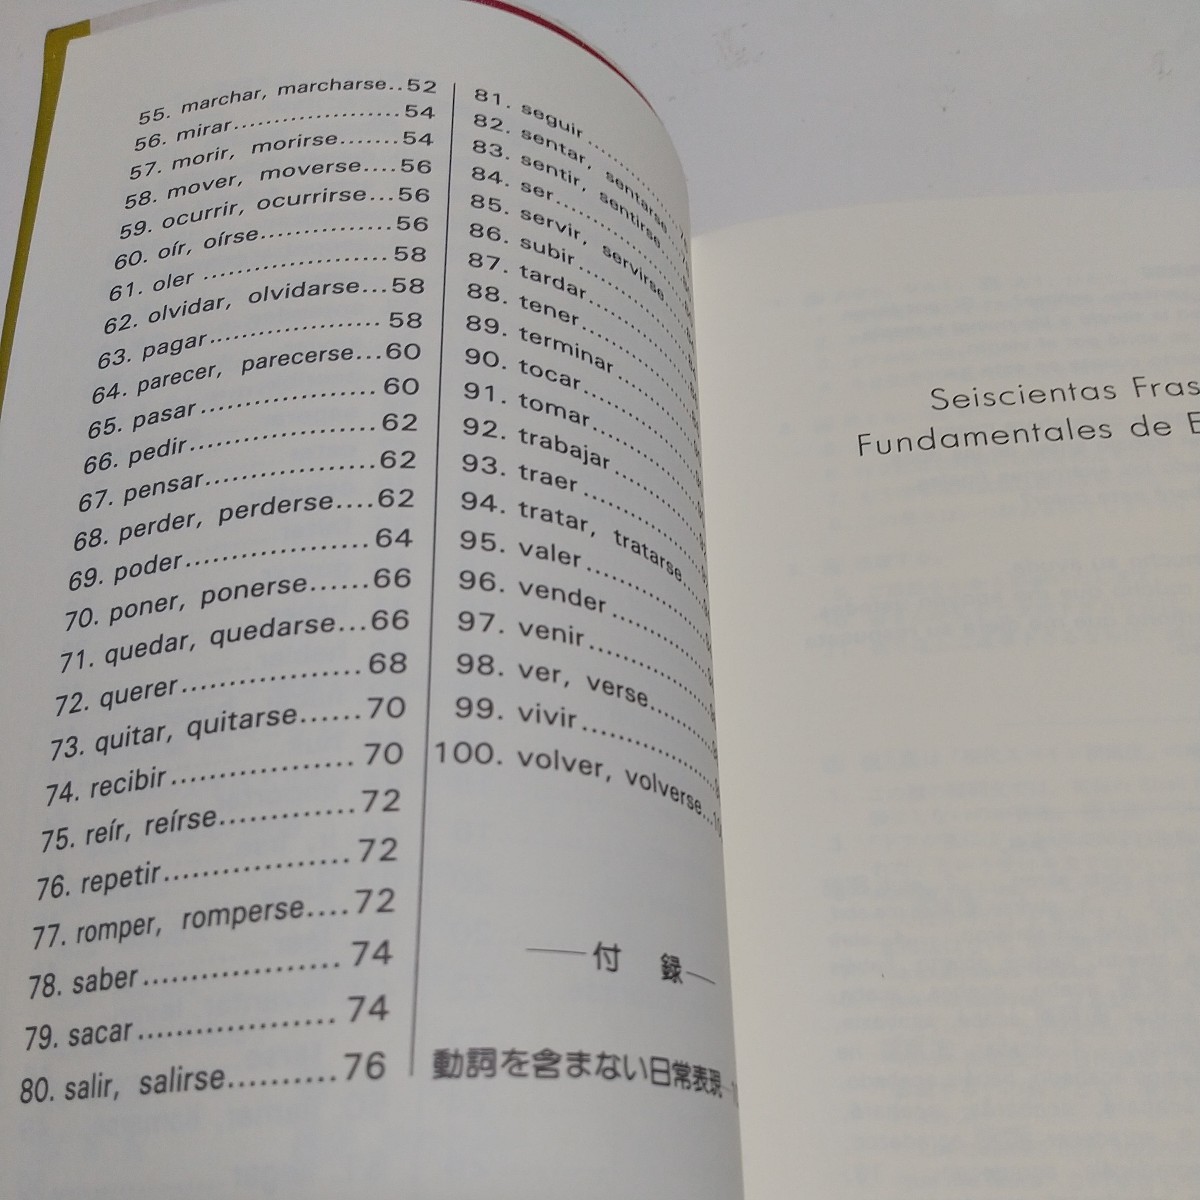 55. marchar, marcharse..52
56. mirar....................54
57. morir, morirse.......54
58. mover, moverse....56
59. ocurrir, ocurrirse...56
60. oír, oírse................56
61. oler ......................58
62. olvidar, olvidarse...58
63. pagar.....................58
64. parecer, parecerse...60
65. pasar.....................60
66. pedir.....................62
67. pensar....................62
68. perder, perderse....62
69. poder.....................64
70. poner, ponerse......66
71. quedar, quedarse...66
72. querer....................68
73. quitar, quitarse......70
74. recibir....................70
75. reír, reírse.............72
76. repetir....................72
77. romper, romperse....72
78. saber.....................74
79. sacar.....................74
80. salir, salirse..........76
81. seguir
82. sentar, sentarse
83. sentir, sentirse
84. ser
85. servir, servirse
86. subir
87. tardar
88. tener
89. terminar
90. tocar
91. tomar
92. trabajar
93. traer
94. tratar, tratarse
95. valer
96. vender
97. venir
98. ver, verse
99. vivir
100. volver, volverse
付 録
動詞を含まない日常表現
Seiscientas Fras
Fundamentales de E